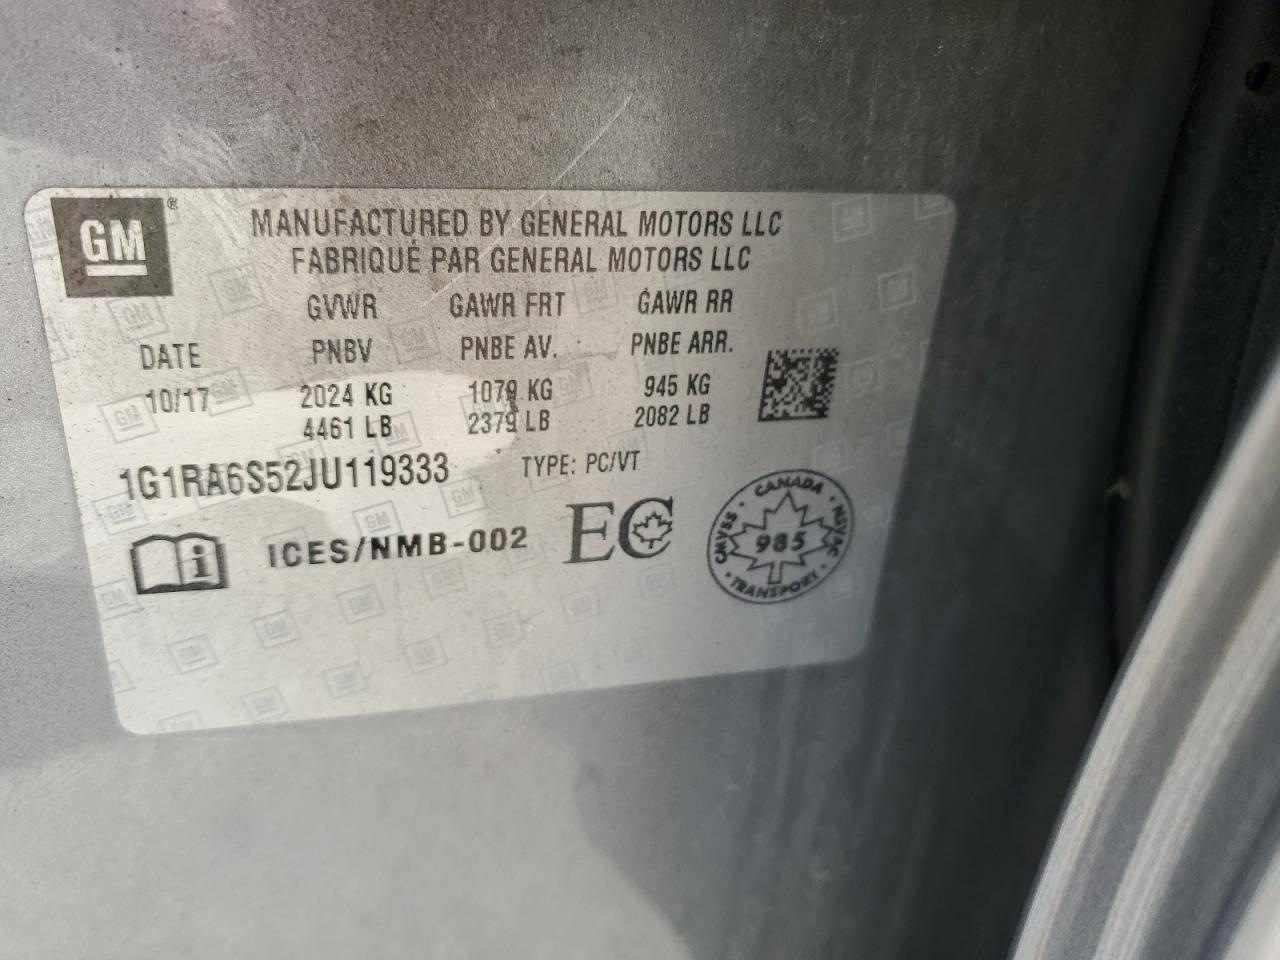 GM®
MANUFACTURED BY GENERAL MOTORS LLC
FABRIQUÉ PAR GENERAL MOTORS LLC
GVWR GAWR FRT GAWR RR
DATE PNBV PNBE AV. PNBE ARR.
10/17 2024 KG 1079 KG 945 KG
4461 LB 2379 LB 2082 LB
1G1RA6S52JU119333 TYPE: PC/VT
i ICES/NMB-002 EC
CANADA
CMVSS 985 NSVAC
TRANSPORT